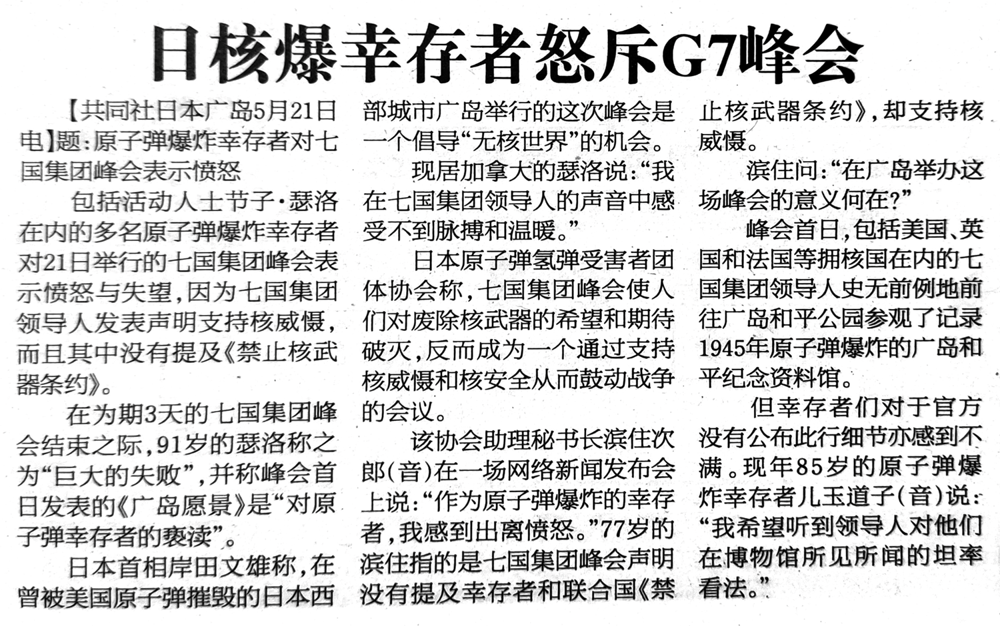 日核爆幸存者怒斥G7峰会
【共同社日本广岛5月21日
电】题：原子弹爆炸幸存者对七
国集团峰会表示愤怒
包括活动人士节子·瑟洛
在内的多名原子弹爆炸幸存者
对21日举行的七国集团峰会表
示愤怒与失望，因为七国集团
领导人发表声明支持核威慑，
而且其中没有提及《禁止核武
器条约》。
在为期3天的七国集团峰
会结束之际，91岁的瑟洛称之
为“巨大的失败”，并称峰会首
日发表的《广岛愿景》是“对原
子弹幸存者的亵渎”。
日本首相岸田文雄称，在
曾被美国原子弹摧毁的日本西
部城市广岛举行的这次峰会是
一个倡导“无核世界”的机会。
现居加拿大的瑟洛说：“我
在七国集团领导人的声音中感
受不到脉搏和温暖。”
日本原子弹氢弹受害者团
体协会称，七国集团峰会使人
们对废除核武器的希望和期待
破灭，反而成为一个通过支持
核威慑和核安全从而鼓动战争
的会议。
该协会助理秘书长滨住次
郎（音）在一场网络新闻发布会
上说：“作为原子弹爆炸的幸存
者，我感到出离愤怒。”77岁的
滨住指的是七国集团峰会声明
没有提及幸存者和联合国《禁
止核武器条约》，却支持核
威慑。
滨住问：“在广岛举办这
场峰会的意义何在?”
峰会首日，包括美国、英
国和法国等拥核国在内的七
国集团领导人史无前例地前
往广岛和平公园参观了记录
1945年原子弹爆炸的广岛和
平纪念资料馆。
但幸存者们对于官方
没有公布此行细节亦感到不
满。现年85岁的原子弹爆
炸幸存者儿玉道子（音）说：
“我希望听到领导人对他们
在博物馆所见所闻的坦率
看法。”